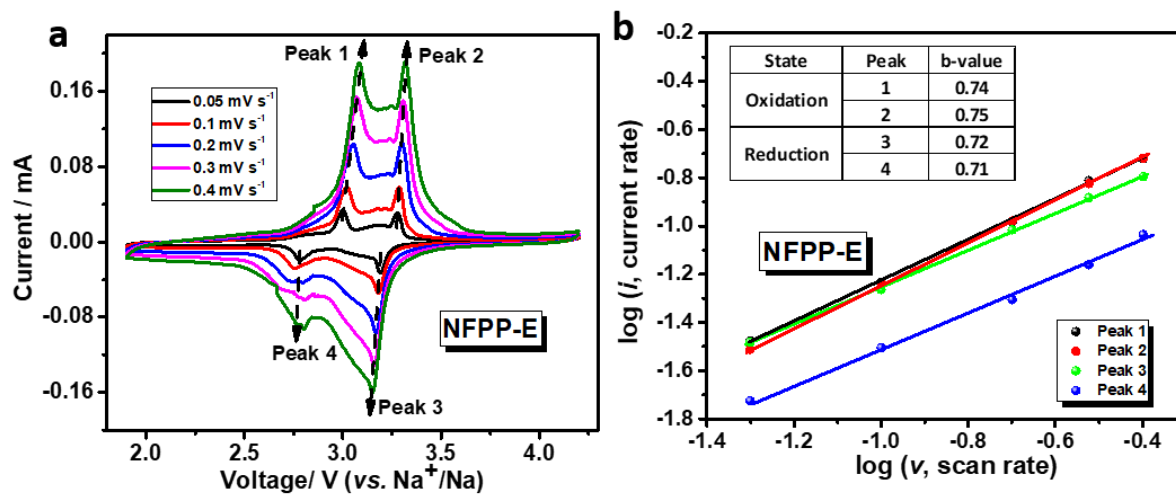 a
Peak 1
Peak 2
0.05 mV s⁻¹
0.1 mV s⁻¹
0.2 mV s⁻¹
0.3 mV s⁻¹
0.4 mV s⁻¹
0.16
0.08
0.00
-0.08
-0.16
Current / mA
NFPP-E
Peak 4
Peak 3
2.0
2.5
3.0
3.5
4.0
Voltage/ V (vs. Na⁺/Na)
b
State Peak b-value
Oxidation 1 0.74
2 0.75
Reduction 3 0.72
4 0.71
-0.2
-0.4
-0.6
-0.8
-1.0
-1.2
-1.4
-1.6
-1.8
log (i, current rate)
NFPP-E
Peak 1
Peak 2
Peak 3
Peak 4
-1.4
-1.2
-1.0
-0.8
-0.6
-0.4
log (v, scan rate)